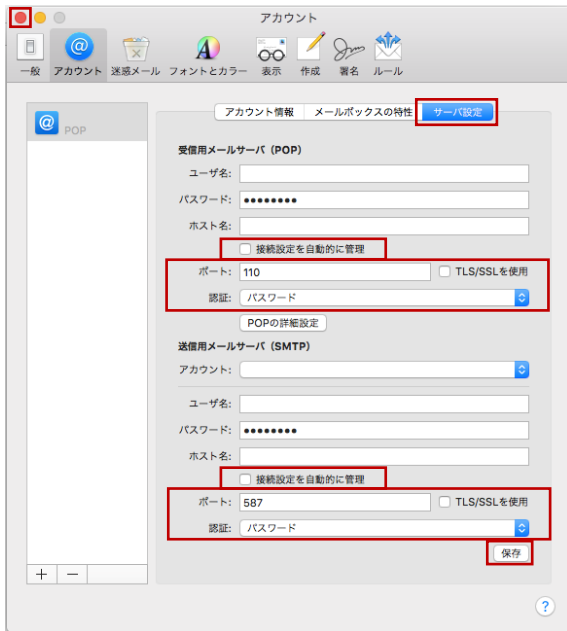 アカウント
一般 アカウント 迷惑メール フォントとカラー 表示 作成 署名 ルール
POP
アカウント情報 メールボックスの特性 サーバ設定
受信用メールサーバ（POP）
ユーザ名:
パスワード: ●●●●●●●●
ホスト名:
接続設定を自動的に管理
ポート: 110 TLS/SSLを使用
認証: パスワード
POPの詳細設定
送信用メールサーバ（SMTP）
アカウント:
ユーザ名:
パスワード: ●●●●●●●●
ホスト名:
接続設定を自動的に管理
ポート: 587 TLS/SSLを使用
認証: パスワード
保存
+ −
?